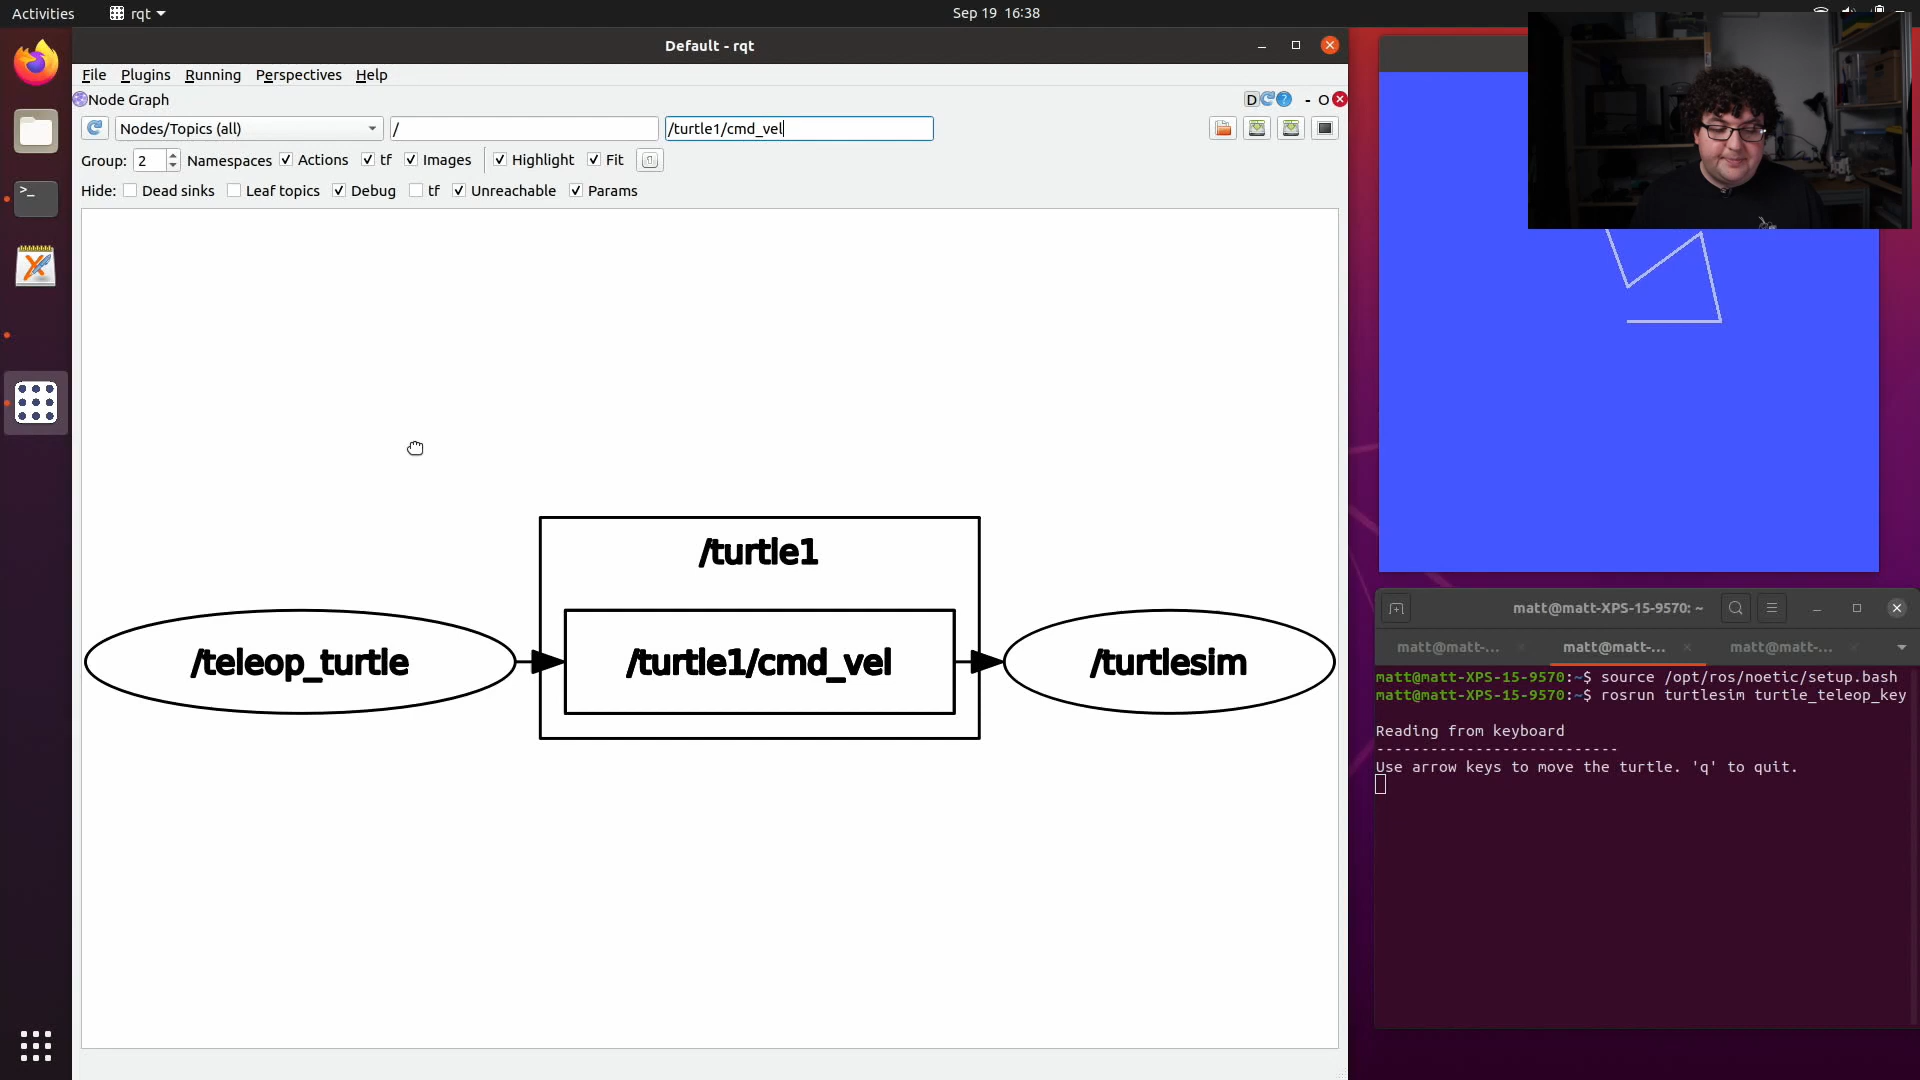 Activities
rqt
Sep 19 16:38
Default - rqt
File Plugins Running Perspectives Help
Node Graph
D
- O
Nodes/Topics (all)
/
/turtle1/cmd_vel
Group: 2 Namespaces Actions tf Images Highlight Fit
Hide: Dead sinks Leaf topics Debug tf Unreachable Params
/turtle1
/teleop_turtle
/turtle1/cmd_vel
/turtlesim
matt@matt-XPS-15-9570: ~
matt@matt-... matt@matt-... matt@matt-...
matt@matt-XPS-15-9570:~$ source /opt/ros/noetic/setup.bash
matt@matt-XPS-15-9570:~$ rosrun turtlesim turtle_teleop_key
Reading from keyboard
---------------------------
Use arrow keys to move the turtle. 'q' to quit.